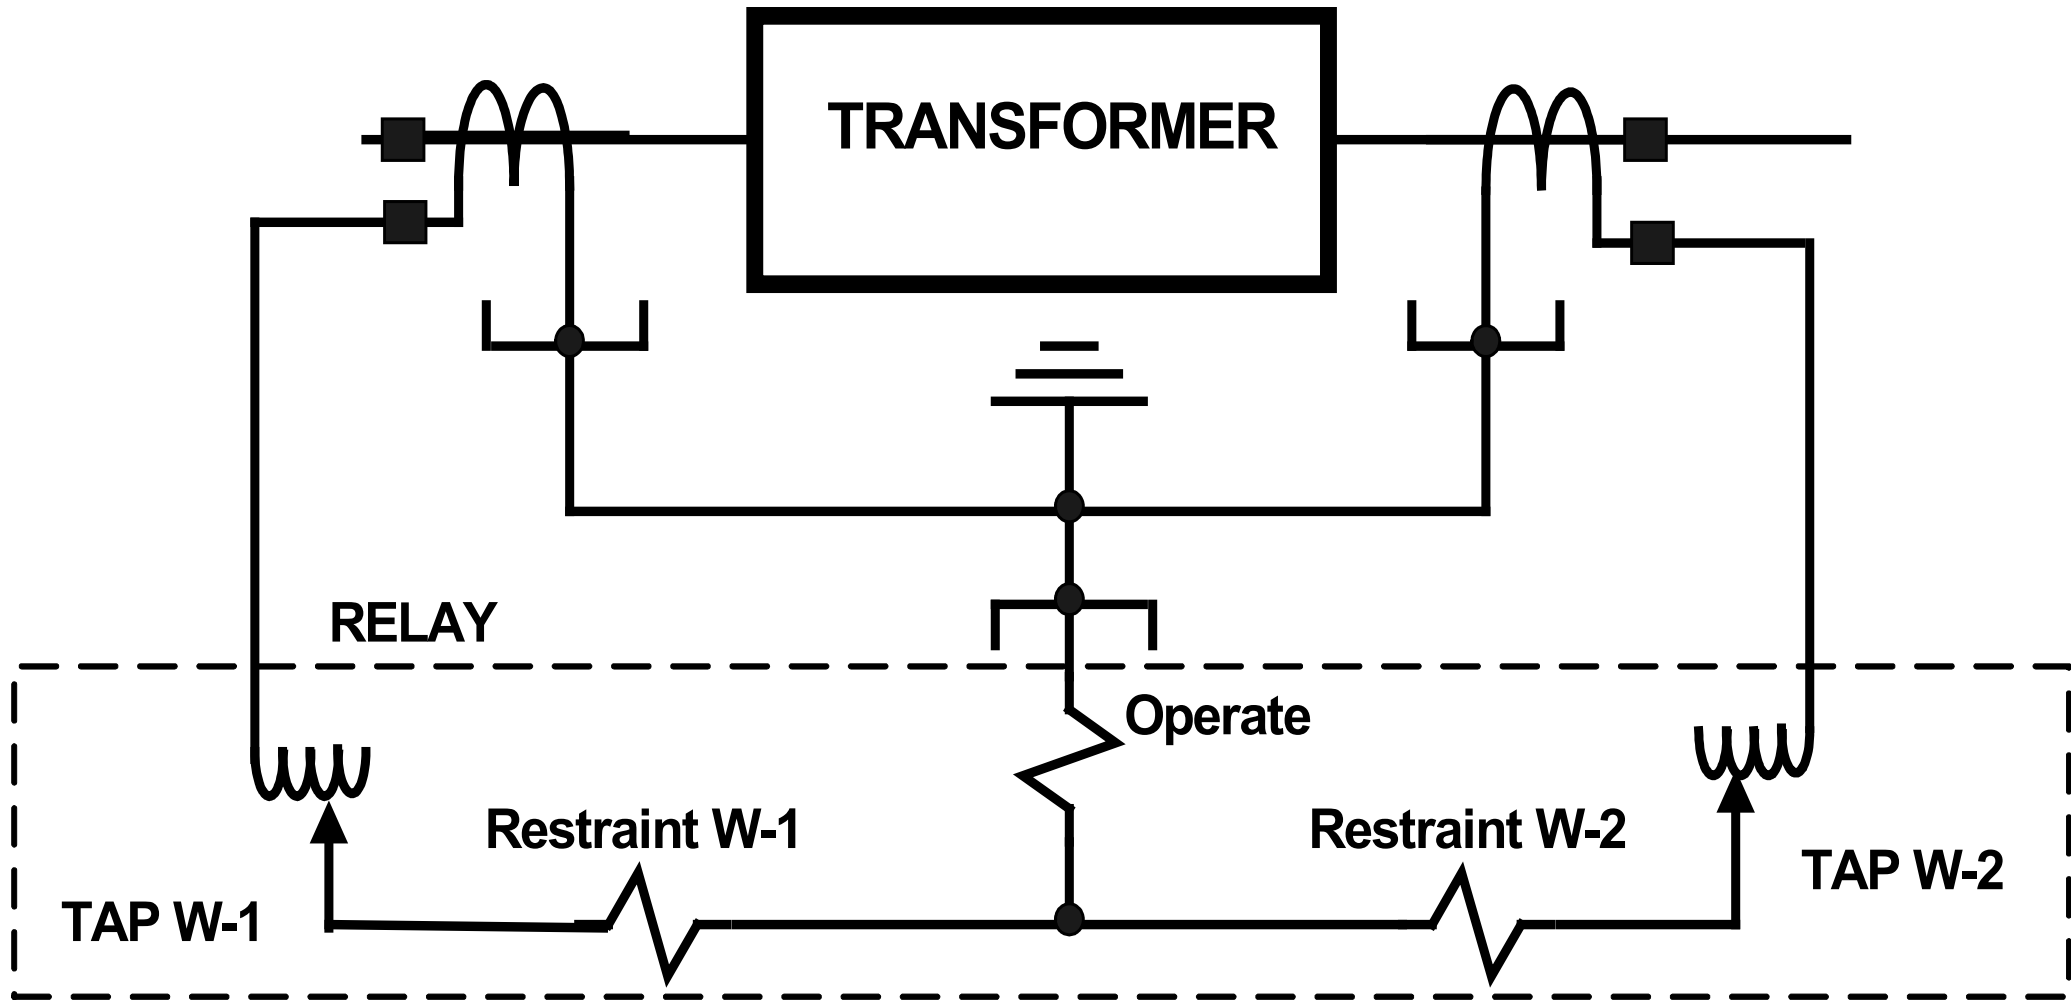 TRANSFORMER
RELAY
Operate
Restraint W-1
Restraint W-2
TAP W-1
TAP W-2